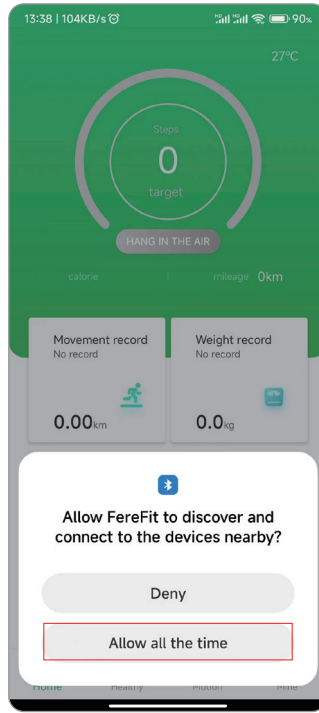 13:38 | 104KB/s HD HD 90%
27°C
Steps
0
target
HANG IN THE AIR
calorie mileage 0km
Movement record
No record
0.00km
Weight record
No record
0.0kg
Allow FereFit to discover and
connect to the devices nearby?
Deny
Allow all the time
Home Healthy Motion Mine